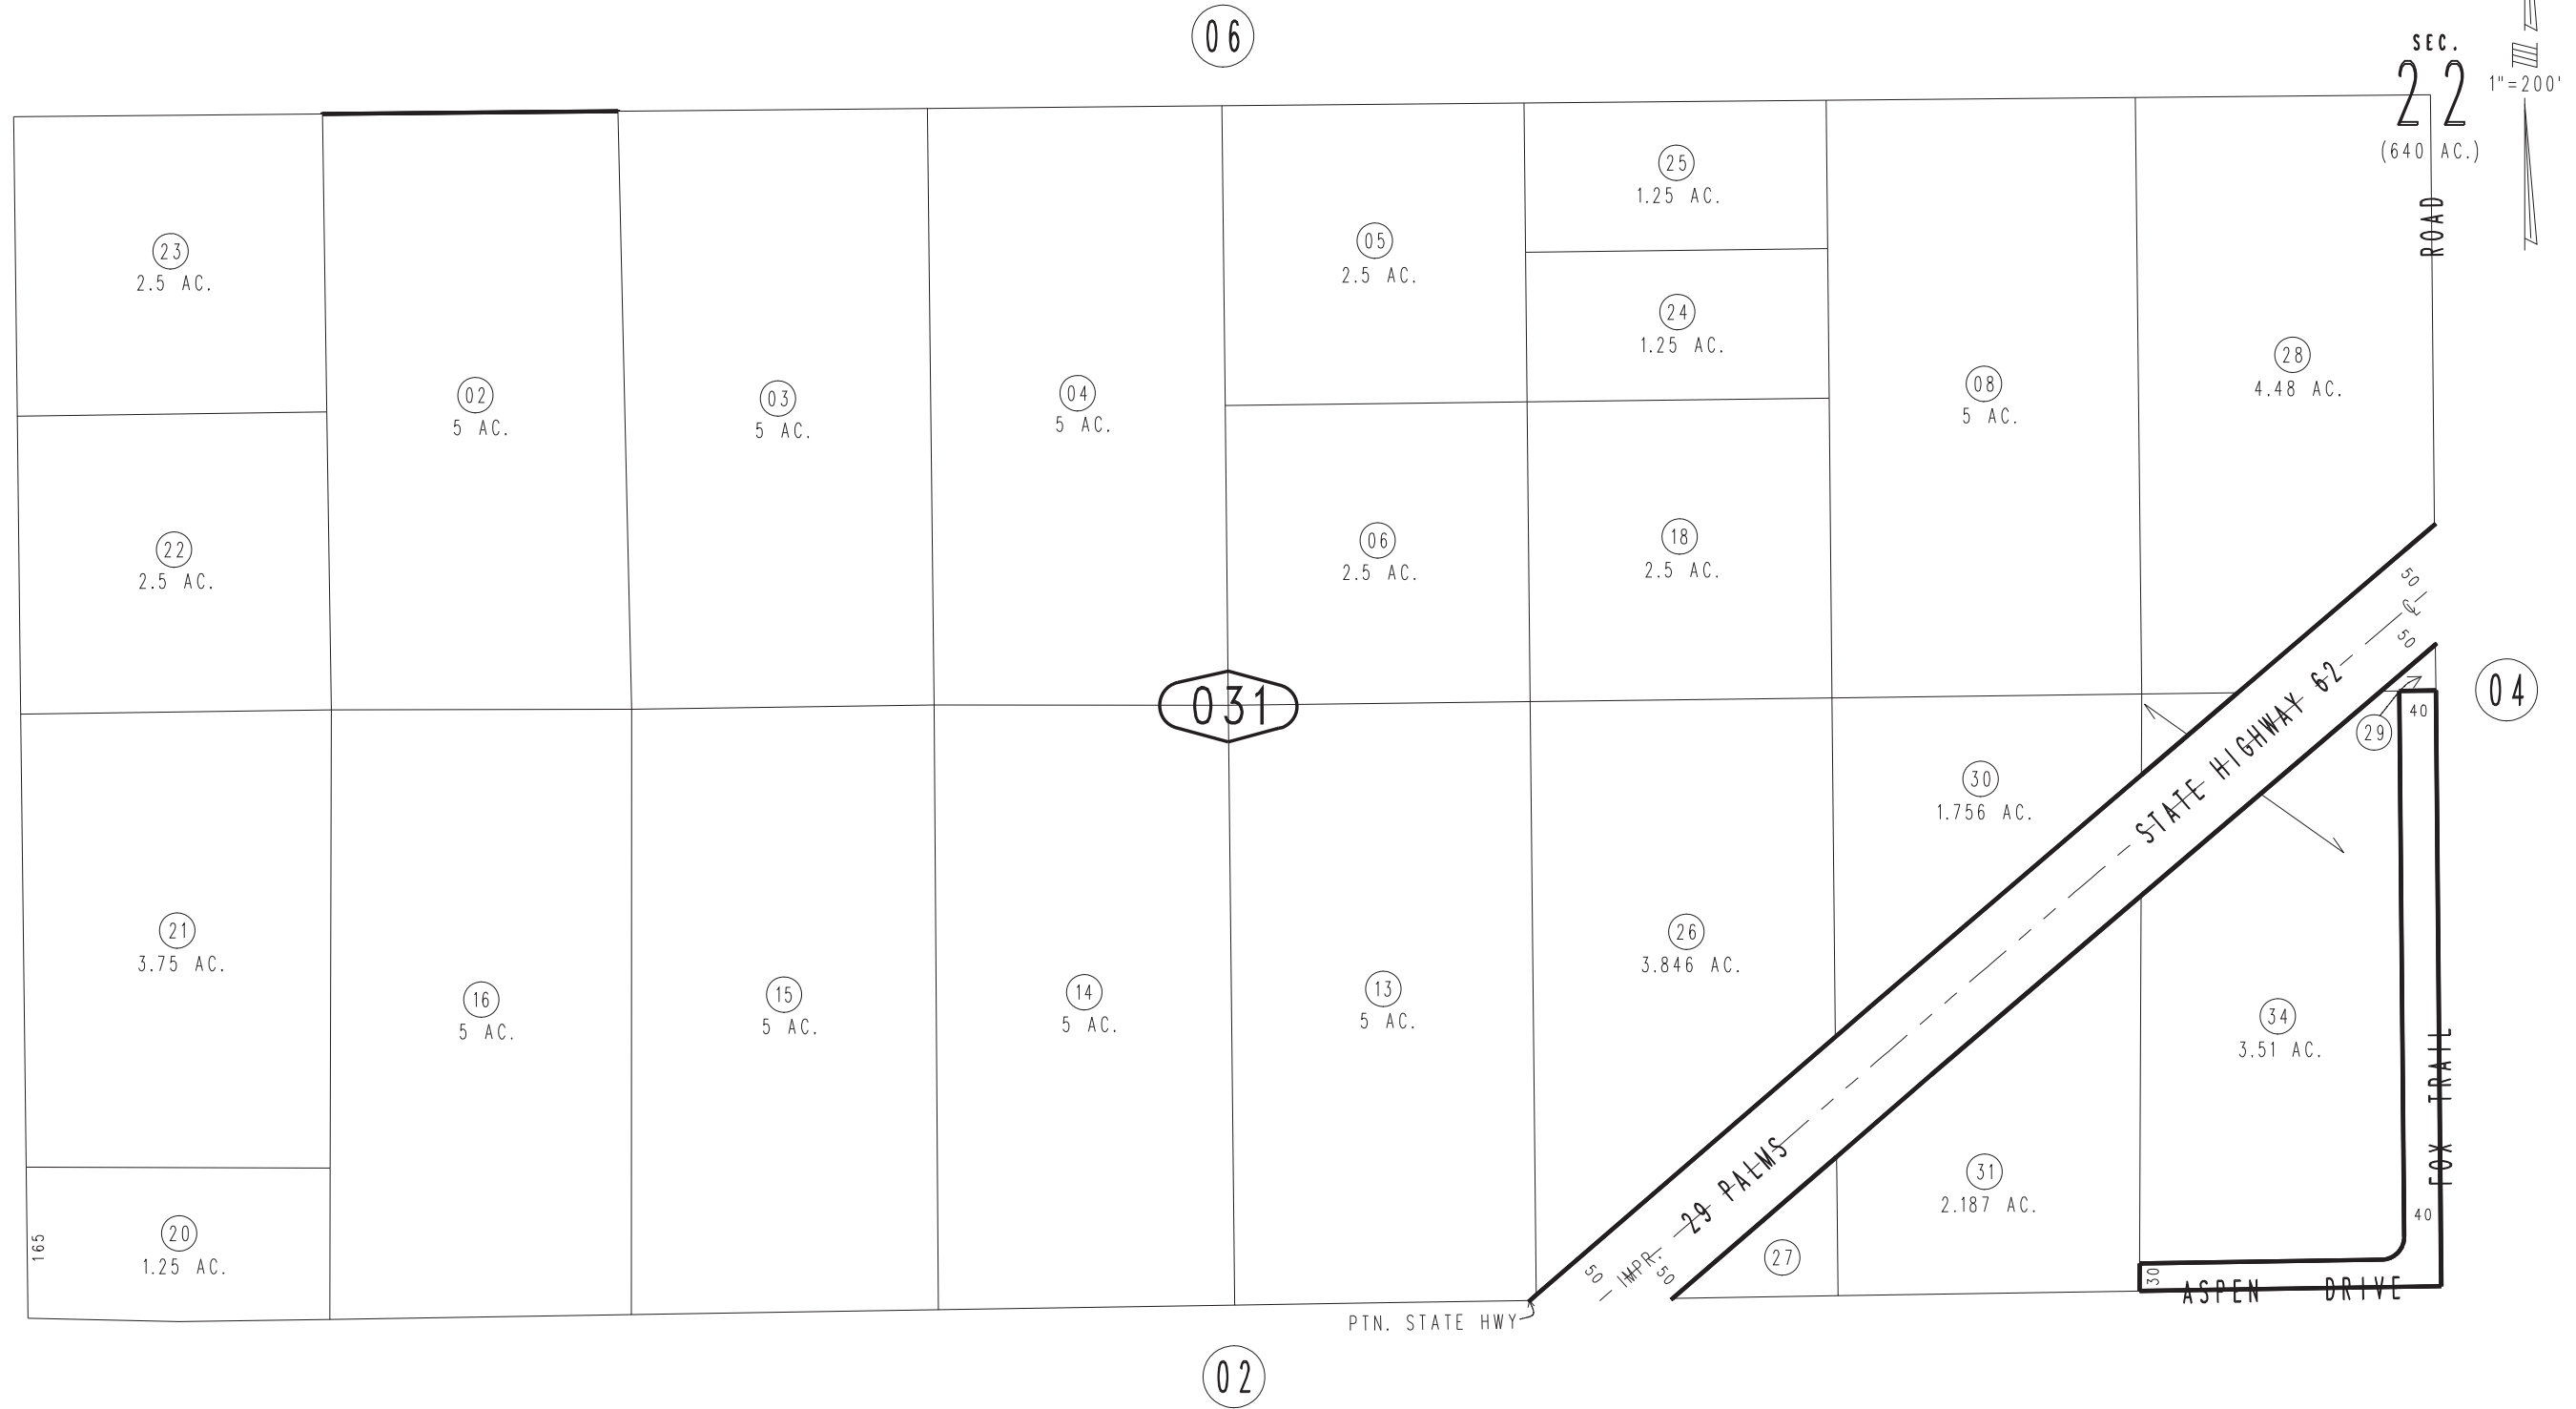 06
SEC.
22
1"=200'
(640 AC.)
ROAD
23
2.5 AC.
02
5 AC.
03
5 AC.
04
5 AC.
05
2.5 AC.
25
1.25 AC.
24
1.25 AC.
08
5 AC.
28
4.48 AC.
22
2.5 AC.
06
2.5 AC.
18
2.5 AC.
50
℄
50
STATE HIGHWAY 62
031
04
40
29
30
1.756 AC.
21
3.75 AC.
16
5 AC.
15
5 AC.
14
5 AC.
13
5 AC.
26
3.846 AC.
34
3.51 AC.
FOX TRAIL
29 PALMS
31
2.187 AC.
40
165
20
1.25 AC.
27
50
IMPR.
50
30
ASPEN DRIVE
PTN. STATE HWY
02